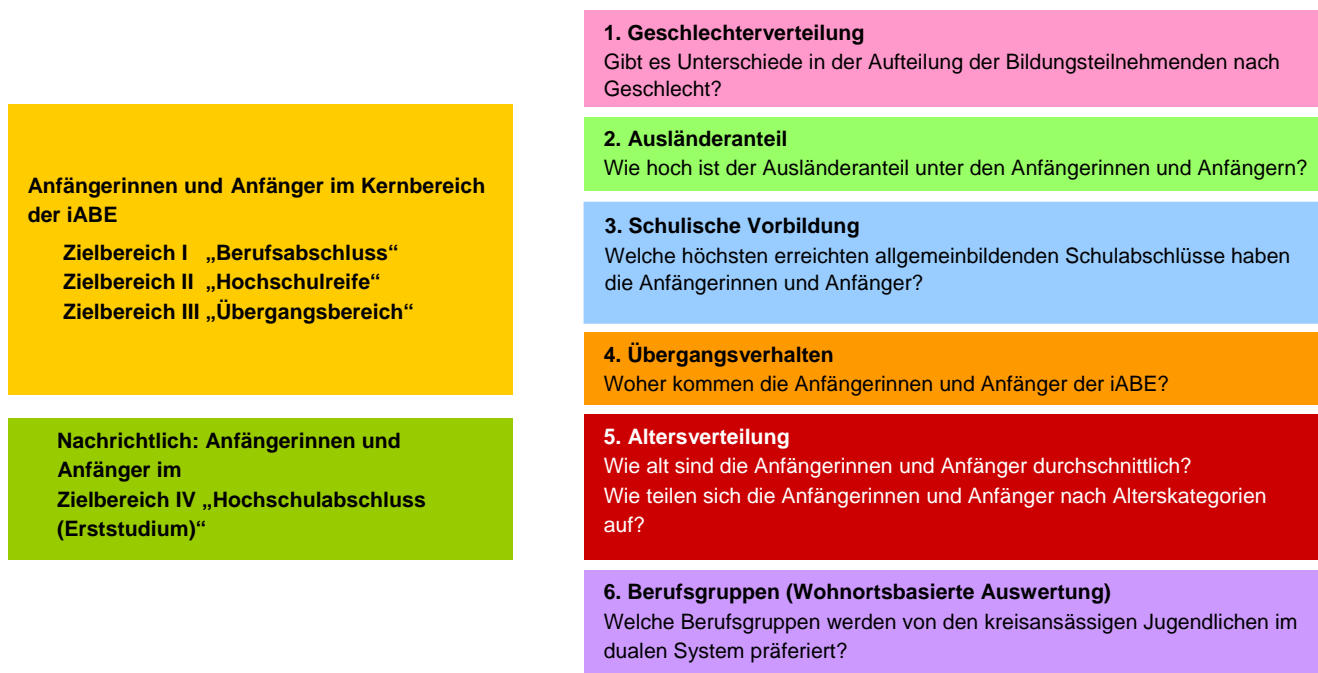 Anfängerinnen und Anfänger im Kernbereich
der iABE
Zielbereich I „Berufsabschluss“
Zielbereich II „Hochschulreife“
Zielbereich III „Übergangsbereich“
Nachrichtlich: Anfängerinnen und
Anfänger im
Zielbereich IV „Hochschulabschluss
(Erststudium)“
1. Geschlechterverteilung
Gibt es Unterschiede in der Aufteilung der Bildungsteilnehmenden nach
Geschlecht?
2. Ausländeranteil
Wie hoch ist der Ausländeranteil unter den Anfängerinnen und Anfängern?
3. Schulische Vorbildung
Welche höchsten erreichten allgemeinbildenden Schulabschlüsse haben
die Anfängerinnen und Anfänger?
4. Übergangsverhalten
Woher kommen die Anfängerinnen und Anfänger der iABE?
5. Altersverteilung
Wie alt sind die Anfängerinnen und Anfänger durchschnittlich?
Wie teilen sich die Anfängerinnen und Anfänger nach Alterskategorien
auf?
6. Berufsgruppen (Wohnortsbasierte Auswertung)
Welche Berufsgruppen werden von den kreisansässigen Jugendlichen im
dualen System präferiert?